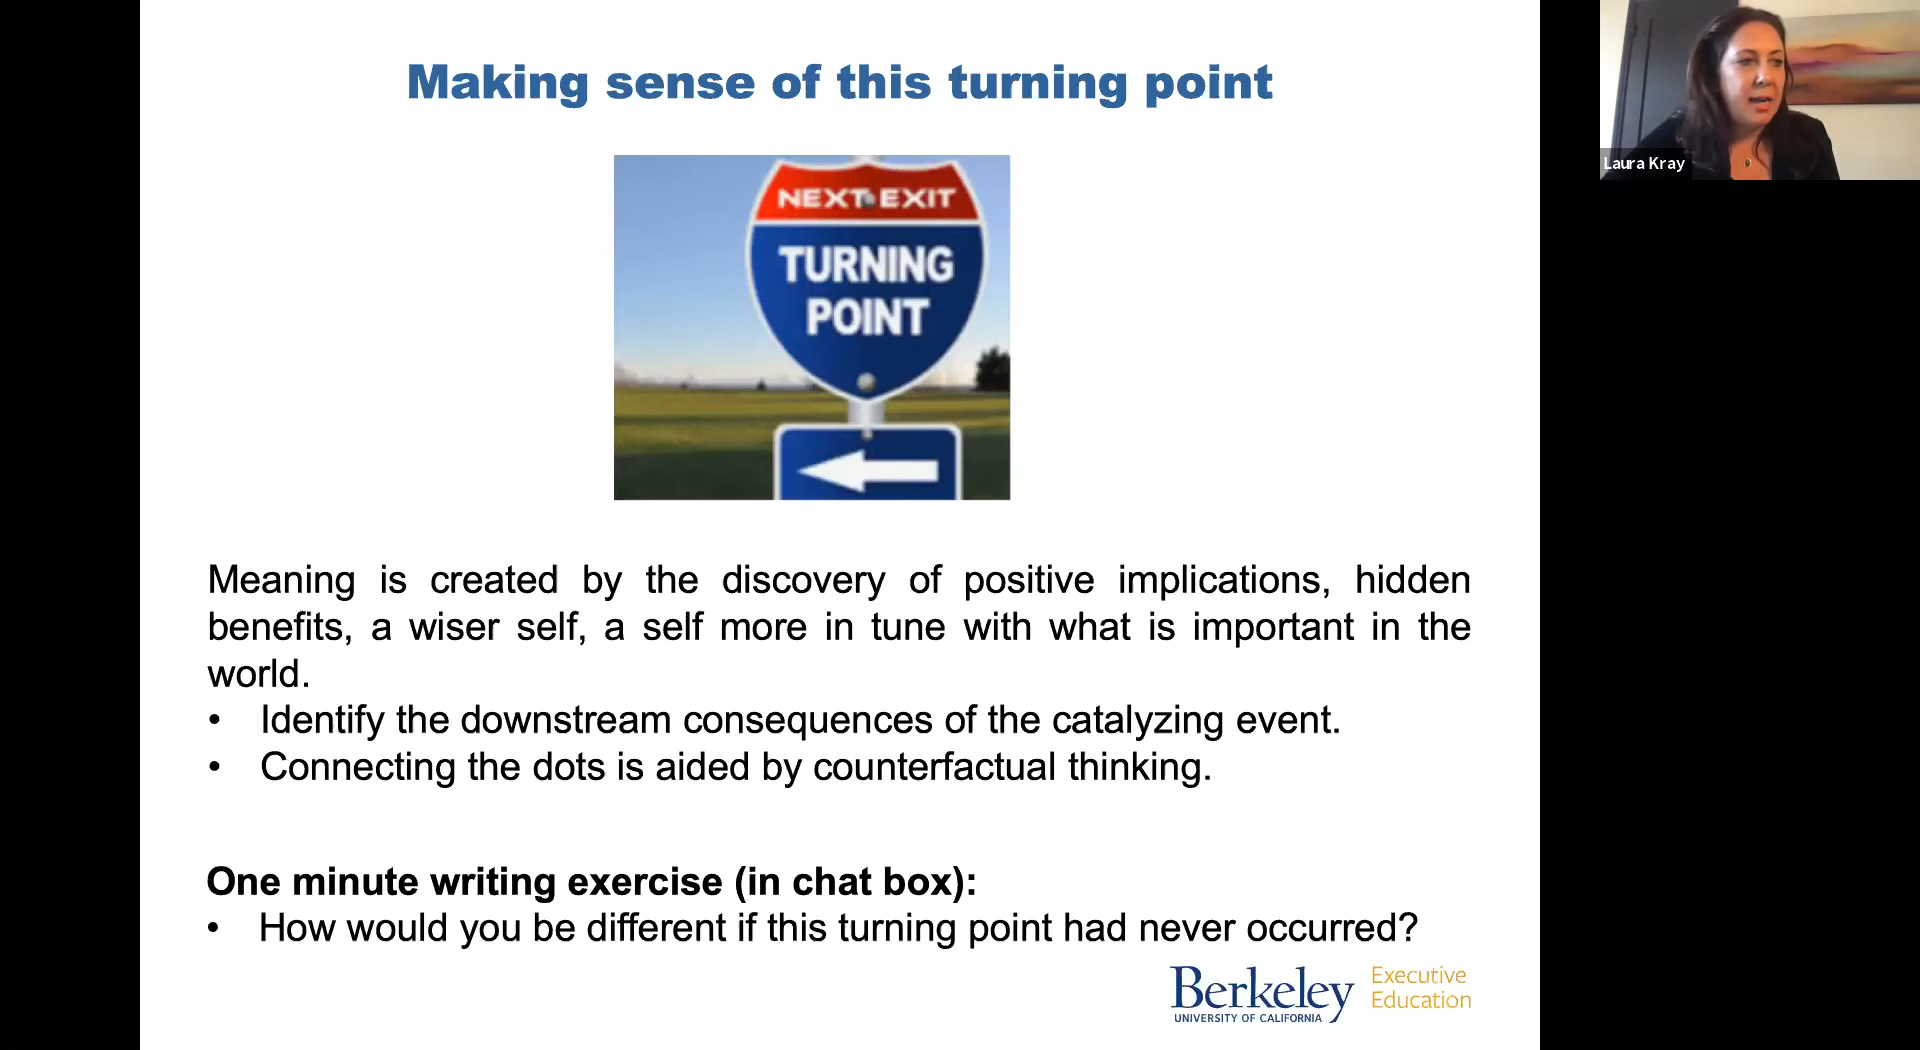 Making sense of this turning point
NEXT EXIT
TURNING
POINT
Laura Kray
Meaning is created by the discovery of positive implications, hidden
benefits, a wiser self, a self more in tune with what is important in the
world.
• Identify the downstream consequences of the catalyzing event.
• Connecting the dots is aided by counterfactual thinking.
One minute writing exercise (in chat box):
• How would you be different if this turning point had never occurred?
Berkeley
UNIVERSITY OF CALIFORNIA
Executive
Education